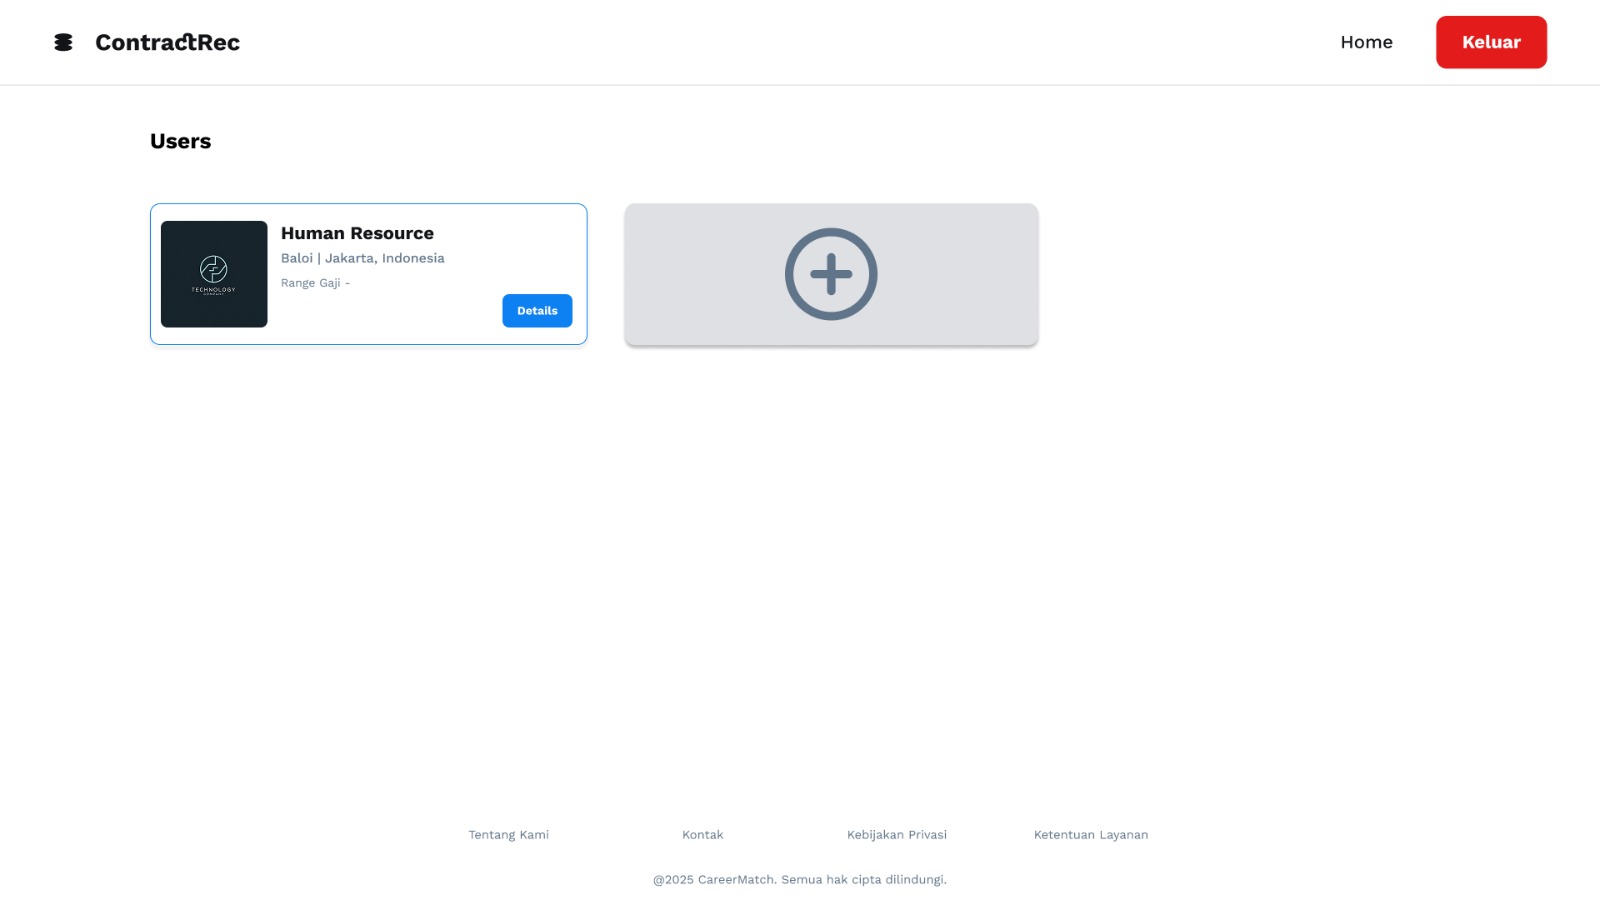 ContractRec
Home
Keluar
Users
TECHNOLOGY
COMPANY
Human Resource
Baloi | Jakarta, Indonesia
Range Gaji -
Details
Tentang Kami
Kontak
Kebijakan Privasi
Ketentuan Layanan
@2025 CareerMatch. Semua hak cipta dilindungi.